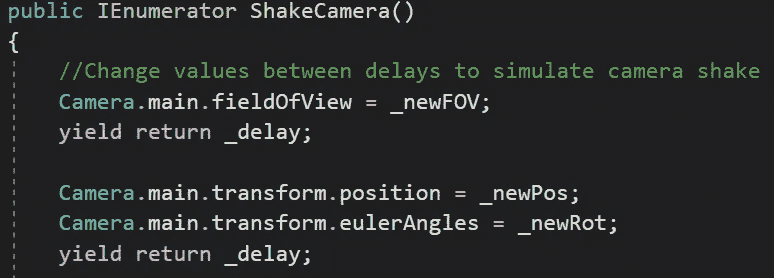 public IEnumerator ShakeCamera()
{
//Change values between delays to simulate camera shake
Camera.main.fieldOfView = _newFOV;
yield return _delay;
Camera.main.transform.position = _newPos;
Camera.main.transform.eulerAngles = _newRot;
yield return _delay;